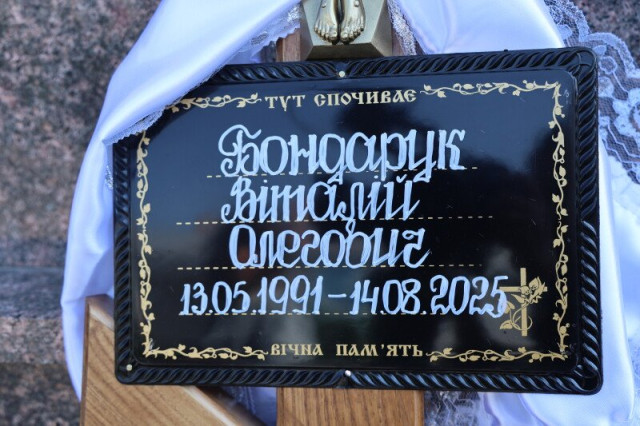 ТУТ СПОЧИВАЄ
Бондарук
Віталій
Олегович
13.05.1991-14.08.2025
ВІЧНА ПАМ'ЯТЬ